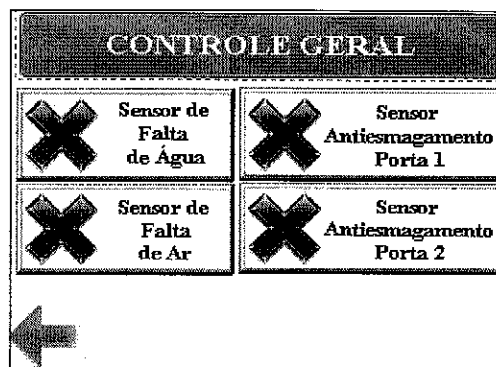 CONTROLE GERAL
Sensor de
Falta
de Água
Sensor
Antiesmagamento
Porta 1
Sensor de
Falta
de Ar
Sensor
Antiesmagamento
Porta 2